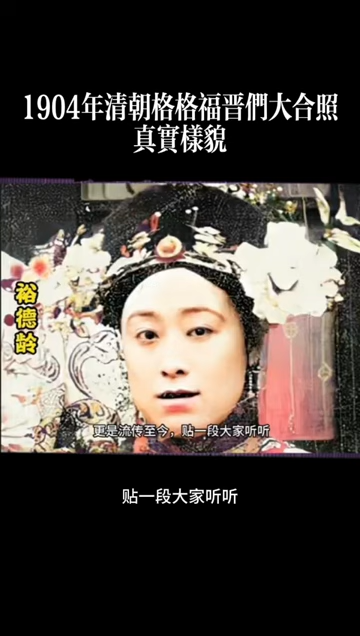 1904年清朝格格福晋們大合照
真實樣貌
裕德龄
更是流传至今，贴一段大家听听
贴一段大家听听